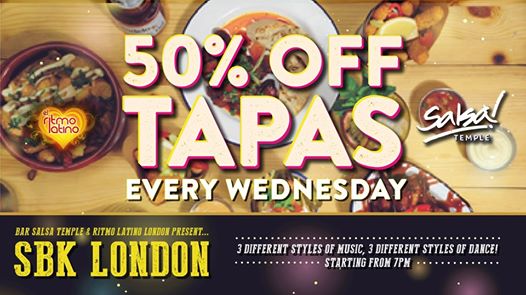 50% OFF
TAPAS
EVERY WEDNESDAY
el
ritmo
latino
Salsa!
TEMPLE
BAR SALSA TEMPLE & RITMO LATINO LONDON PRESENT...
SBK LONDON
3 DIFFERENT STYLES OF MUSIC, 3 DIFFERENT STYLES OF DANCE!
STARTING FROM 7PM